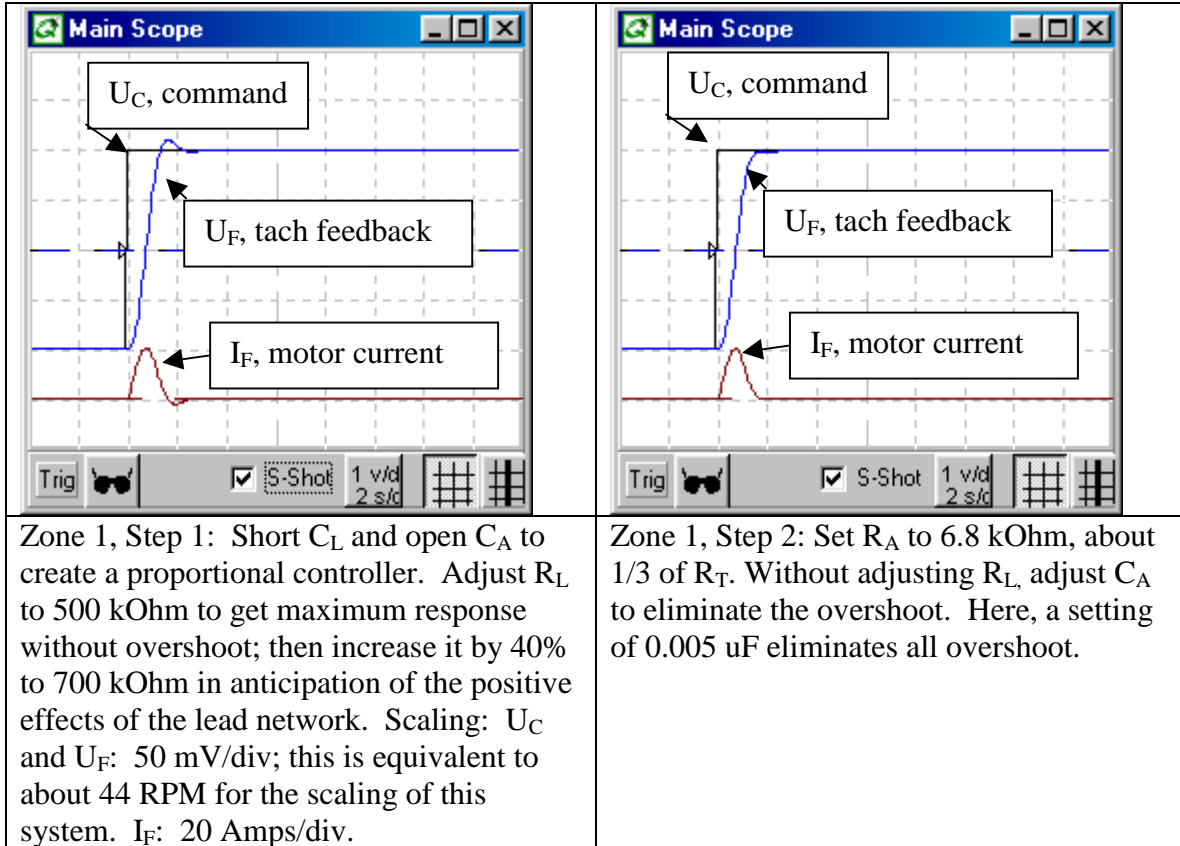 Main Scope
U_C, command
U_F, tach feedback
I_F, motor current
Trig
S-Shot
1 v/d
2 s/d
Zone 1, Step 1:  Short C_L and open C_A to
create a proportional controller.  Adjust R_L
to 500 kOhm to get maximum response
without overshoot; then increase it by 40%
to 700 kOhm in anticipation of the positive
effects of the lead network.  Scaling:  U_C
and U_F:  50 mV/div; this is equivalent to
about 44 RPM for the scaling of this
system.  I_F:  20 Amps/div.
Main Scope
U_C, command
U_F, tach feedback
I_F, motor current
Trig
S-Shot
1 v/d
2 s/d
Zone 1, Step 2: Set R_A to 6.8 kOhm, about
1/3 of R_T. Without adjusting R_L, adjust C_A
to eliminate the overshoot.  Here, a setting
of 0.005 uF eliminates all overshoot.